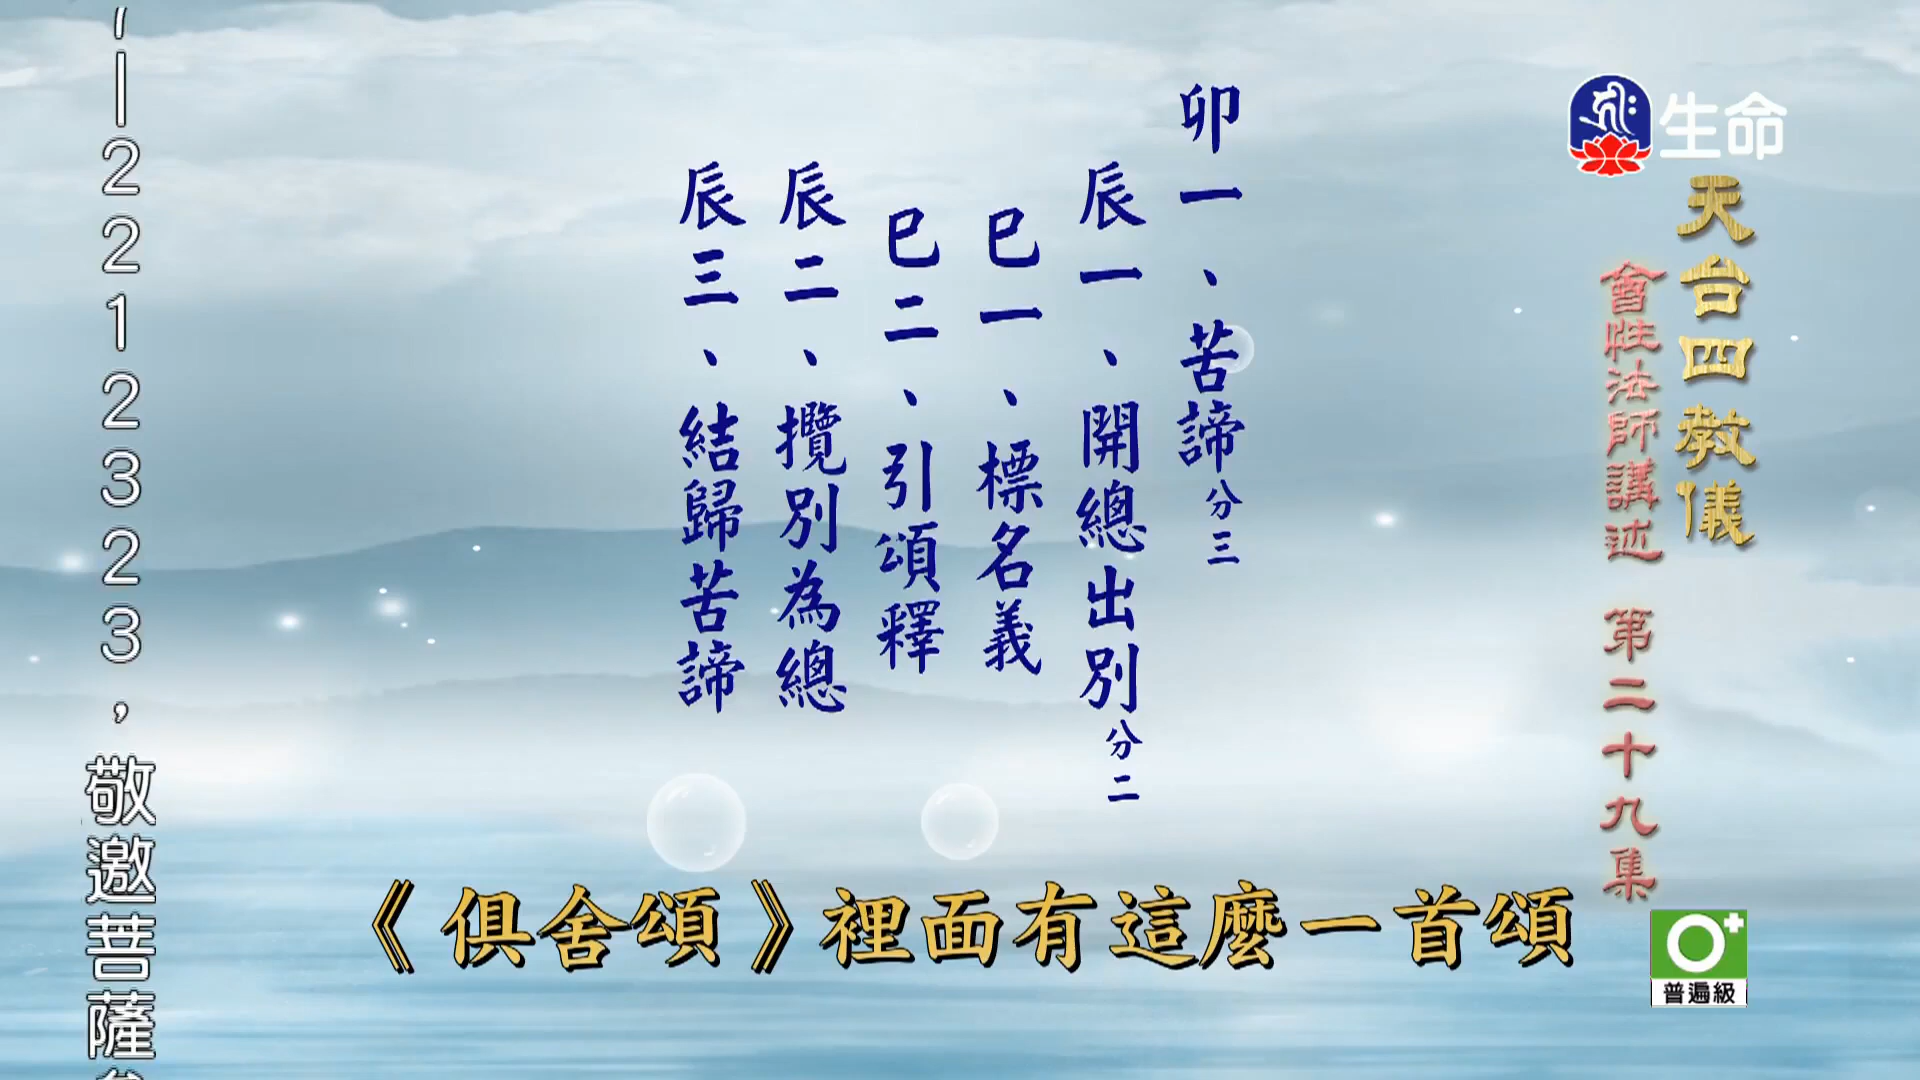 生命
天台四教儀
會性法師講述 第二十九集
卯一、苦諦分三
辰一、開總出別分二
巳一、標名義
巳二、引頌釋
辰二、攬別為總
辰三、結歸苦諦
《俱舍頌》裡面有這麼一首頌
22123223，敬邀菩薩
普遍級